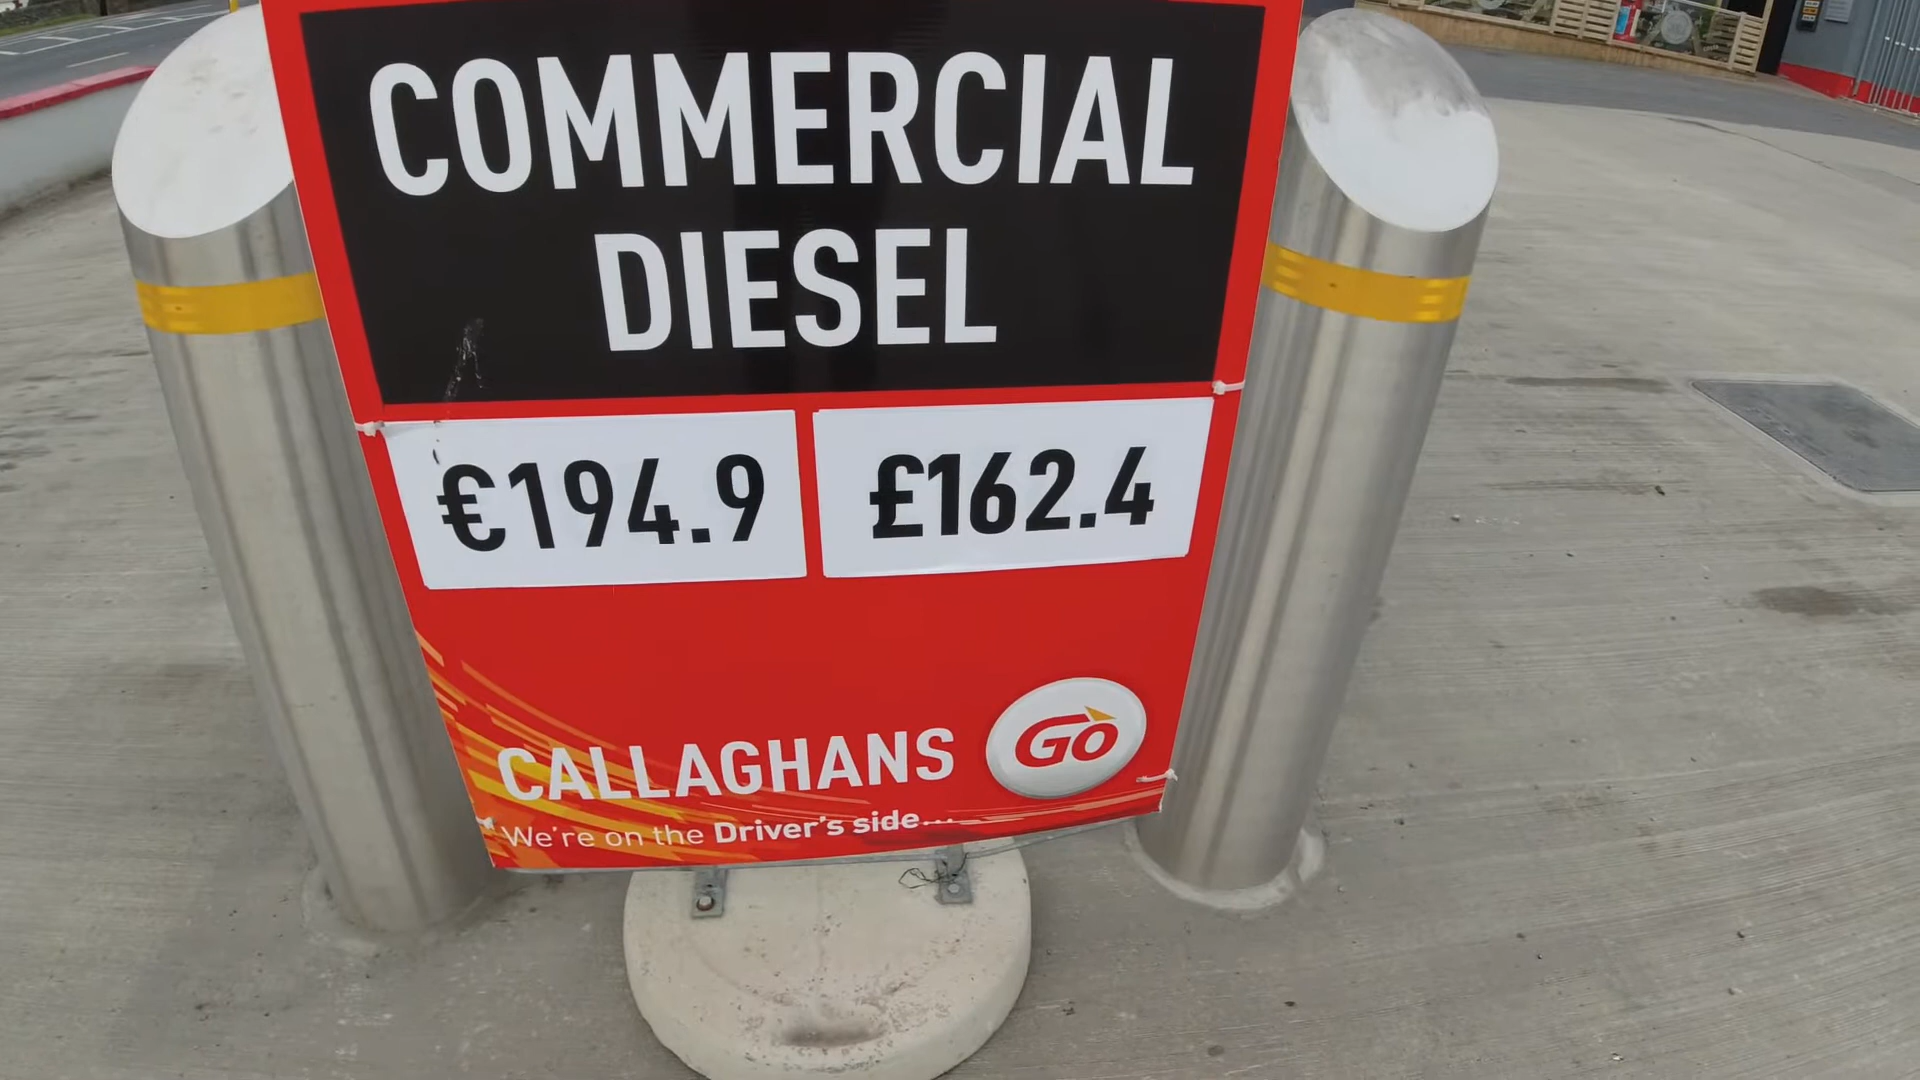 COMMERCIAL
DIESEL
€194.9
£162.4
CALLAGHANS
GO
We're on the Driver's side...